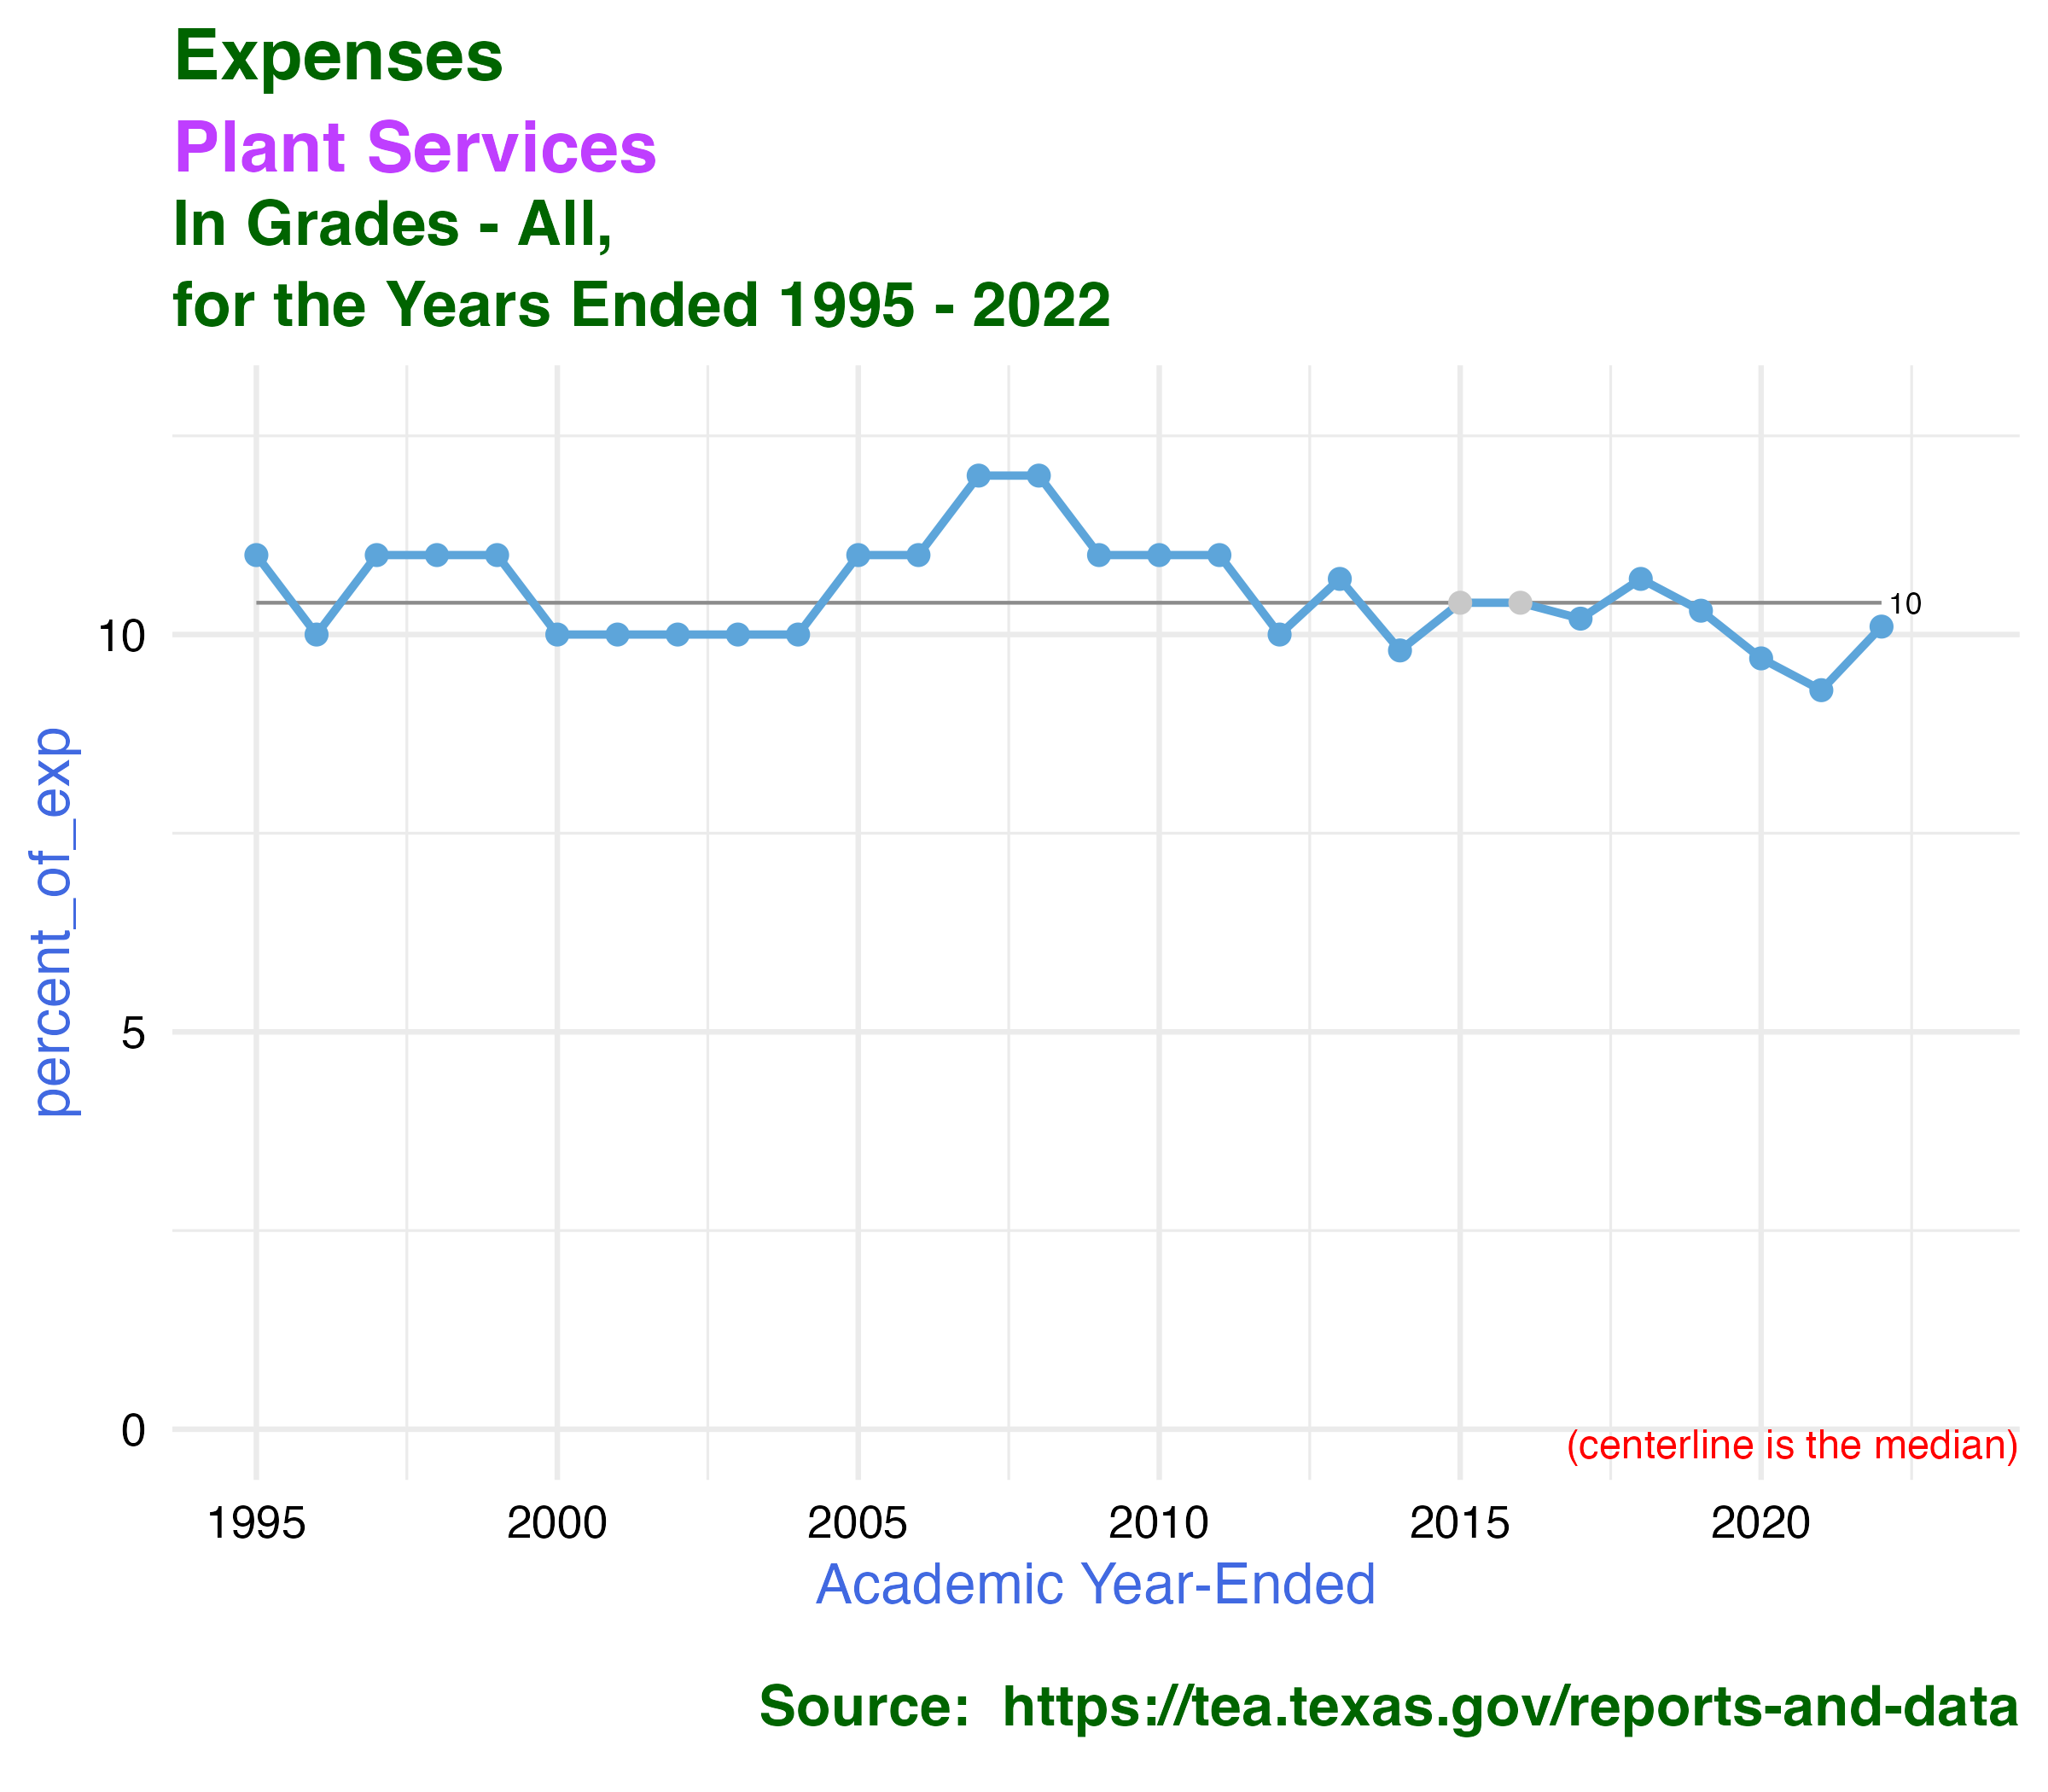 Expenses
Plant Services
In Grades - All,
for the Years Ended 1995 - 2022
10
10
5
0
percent_of_exp
(centerline is the median)
1995 2000 2005 2010 2015 2020
Academic Year-Ended
Source:  https://tea.texas.gov/reports-and-data